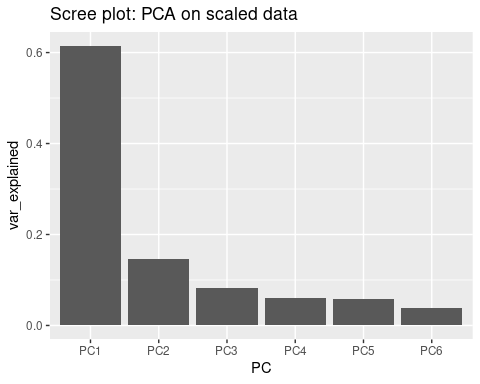 Scree plot: PCA on scaled data
var_explained
0.6
0.4
0.2
0.0
PC1 PC2 PC3 PC4 PC5 PC6
PC